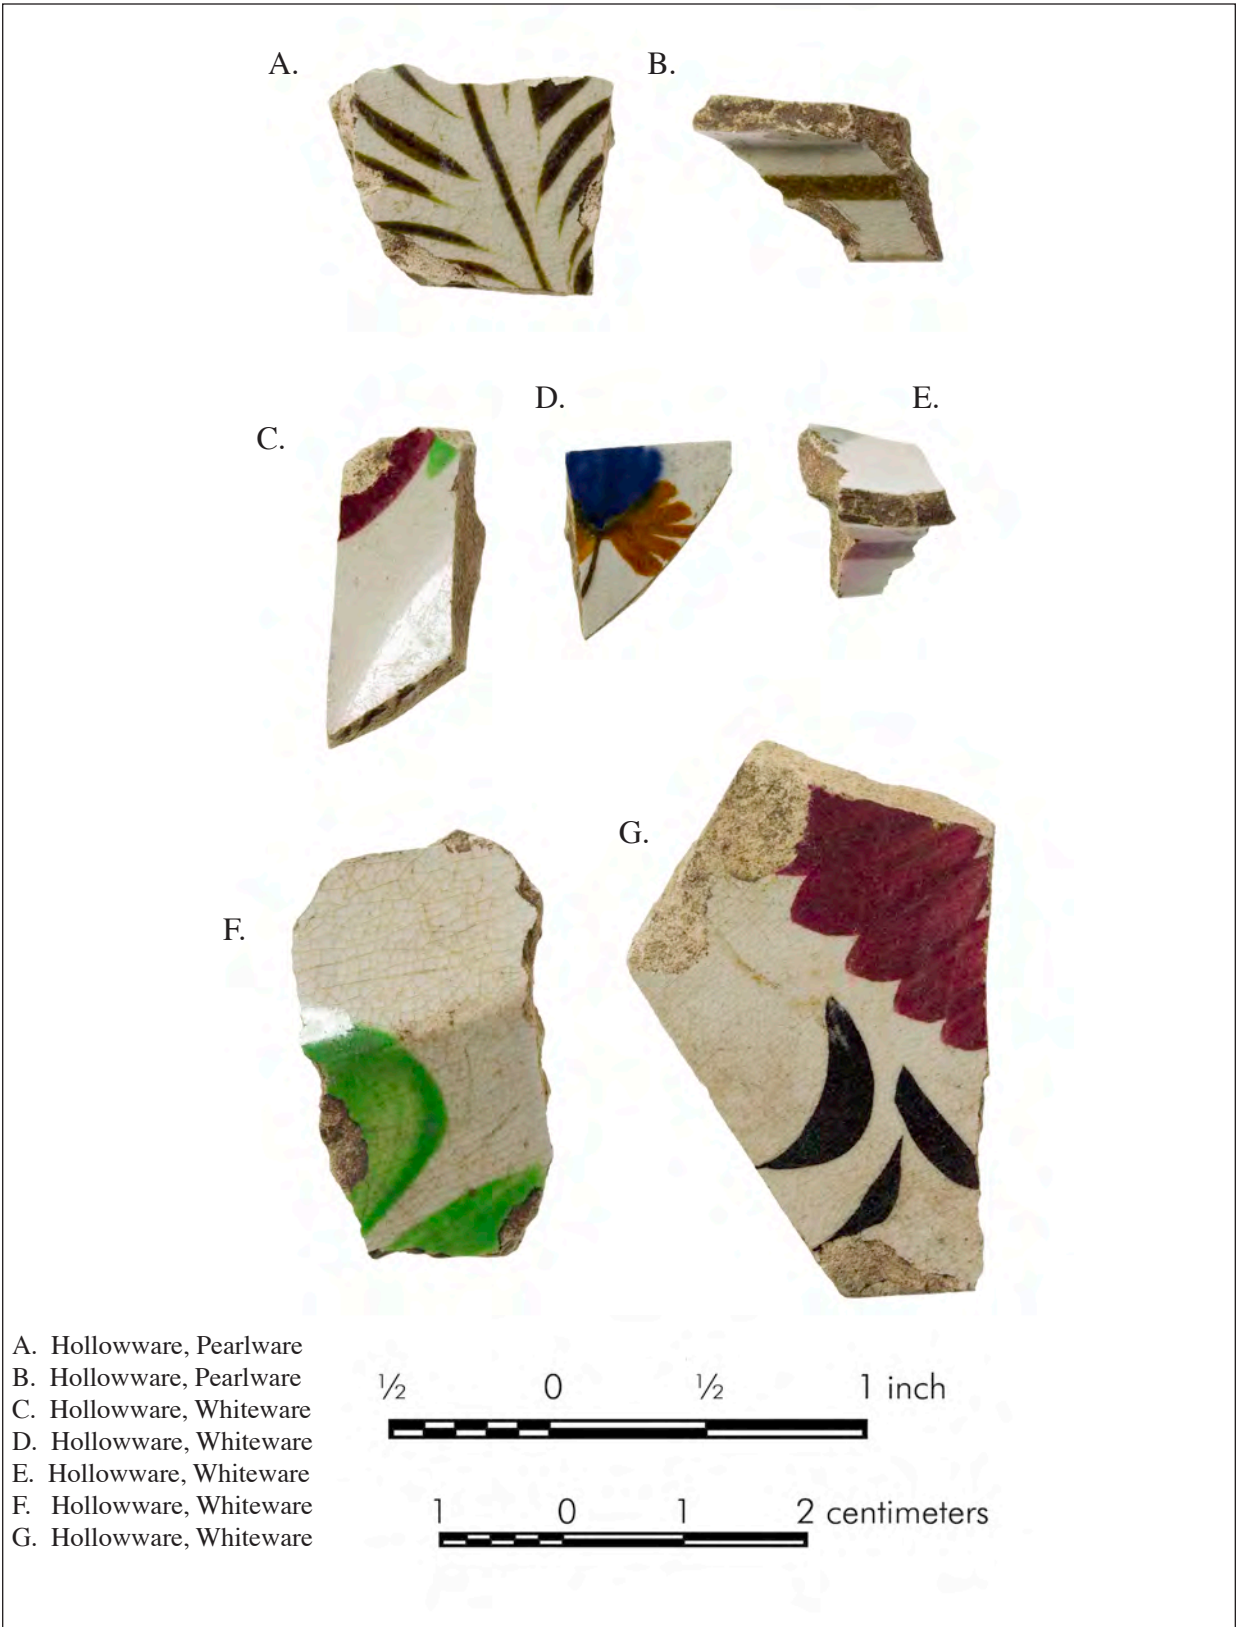 A.
B.
C.
D.
E.
F.
G.
A. Hollowware, Pearlware
B. Hollowware, Pearlware
C. Hollowware, Whiteware
D. Hollowware, Whiteware
E. Hollowware, Whiteware
F. Hollowware, Whiteware
G. Hollowware, Whiteware
½ 0 ½ 1 inch
1 0 1 2 centimeters